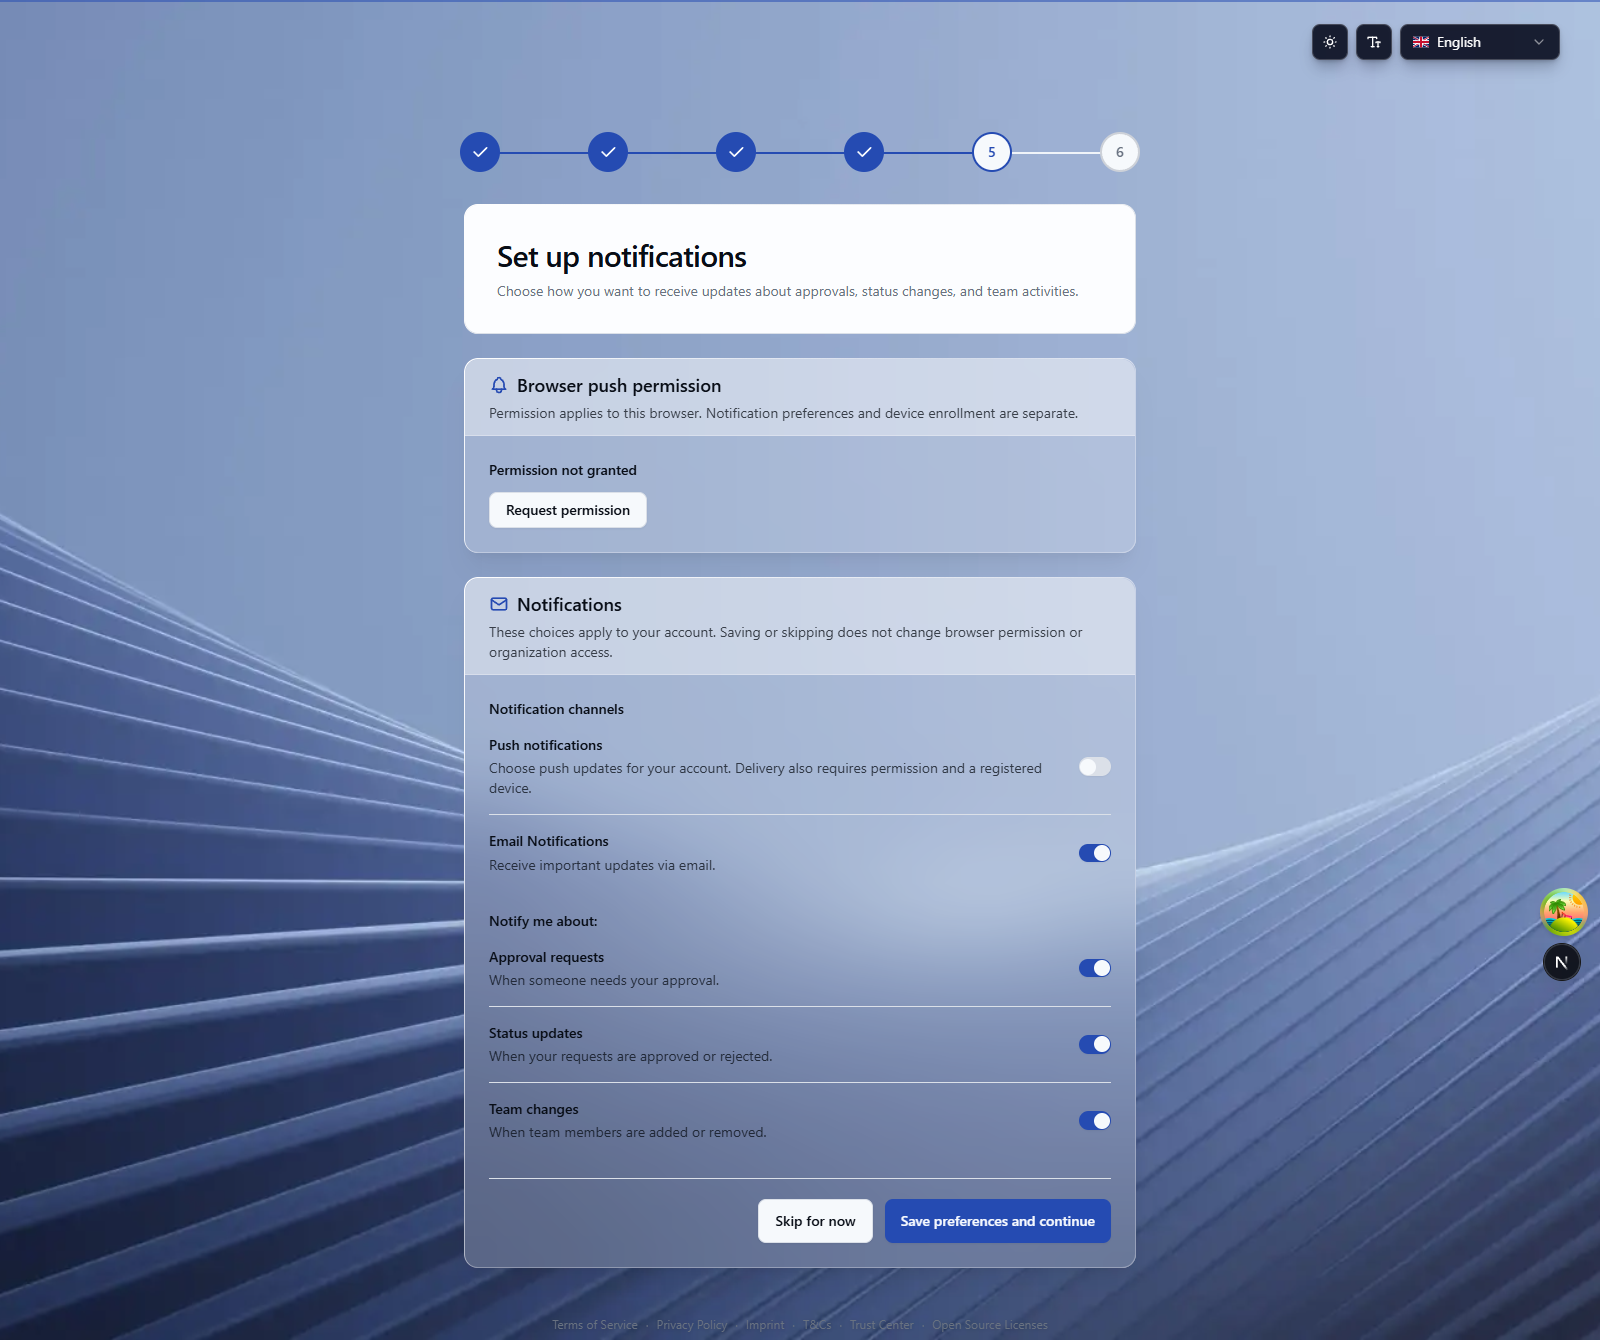 English
5
6
Set up notifications
Choose how you want to receive updates about approvals, status changes, and team activities.
Browser push permission
Permission applies to this browser. Notification preferences and device enrollment are separate.
Permission not granted
Request permission
Notifications
These choices apply to your account. Saving or skipping does not change browser permission or
organization access.
Notification channels
Push notifications
Choose push updates for your account. Delivery also requires permission and a registered
device.
Email Notifications
Receive important updates via email.
Notify me about:
Approval requests
When someone needs your approval.
Status updates
When your requests are approved or rejected.
Team changes
When team members are added or removed.
Skip for now
Save preferences and continue
Terms of Service · Privacy Policy · Imprint · T&Cs · Trust Center · Open Source Licenses